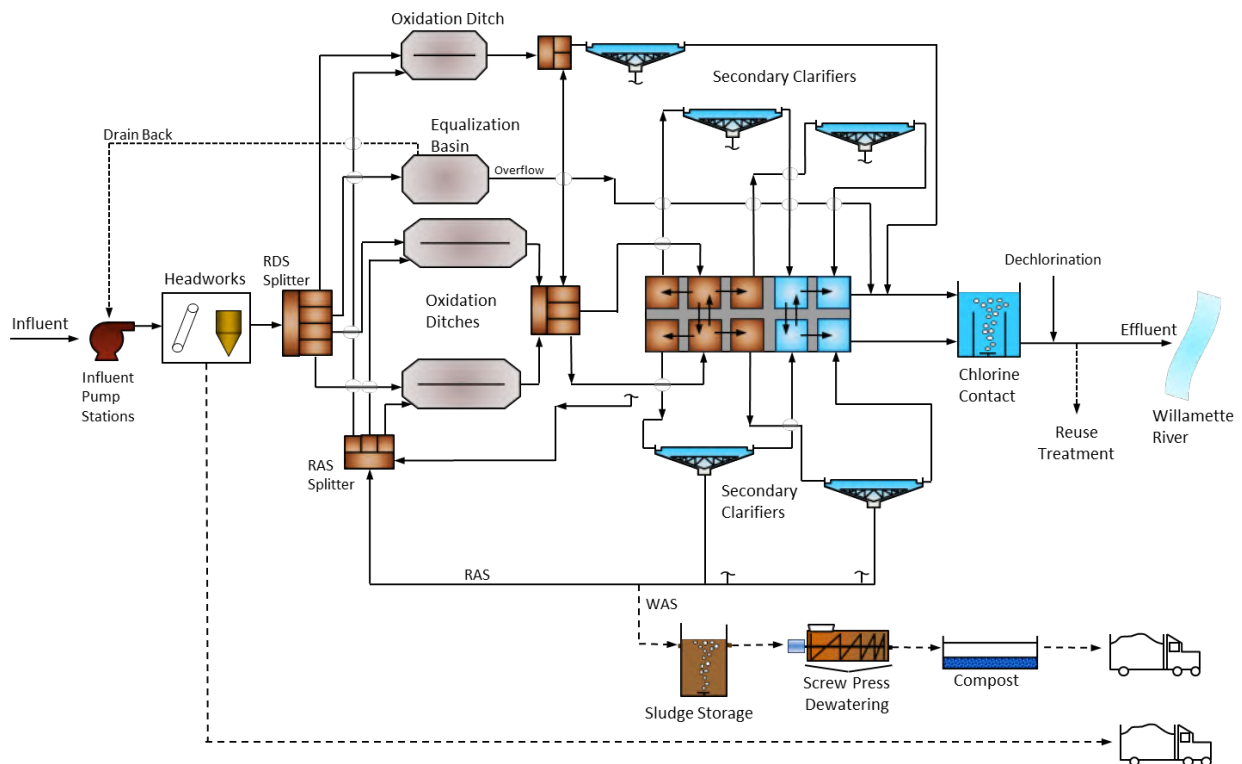 Oxidation Ditch
Secondary Clarifiers
Drain Back
Equalization
Basin
Overflow
Headworks
RDS
Splitter
Dechlorination
Oxidation
Ditches
Influent
Effluent
Influent
Pump
Stations
Chlorine
Contact
Willamette
River
Reuse
Treatment
RAS
Splitter
Secondary
Clarifiers
RAS
WAS
Sludge Storage
Screw Press
Dewatering
Compost